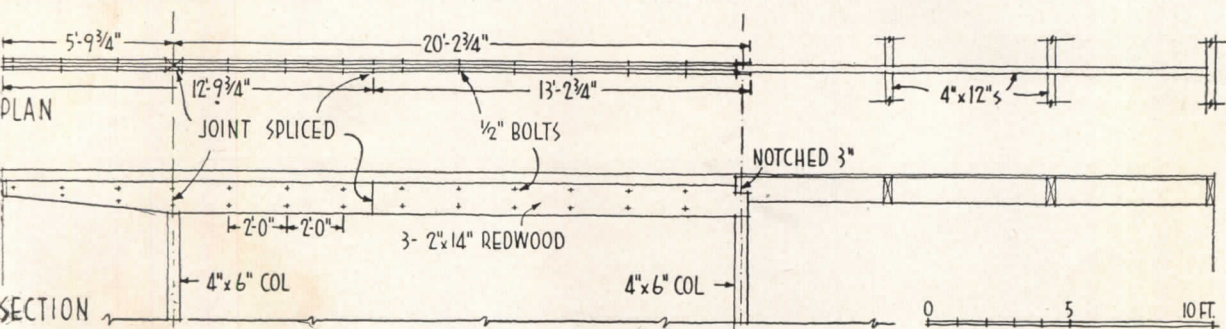 5'-9¾" 20'-2¾"
12'-9¾" 13'-2¾" 4"x12"s
PLAN
JOINT SPLICED ½" BOLTS
NOTCHED 3"
2'-0" 2'-0"
3- 2"x14" REDWOOD
4"x6" COL 4"x6" COL
SECTION 0 5 10 FT.